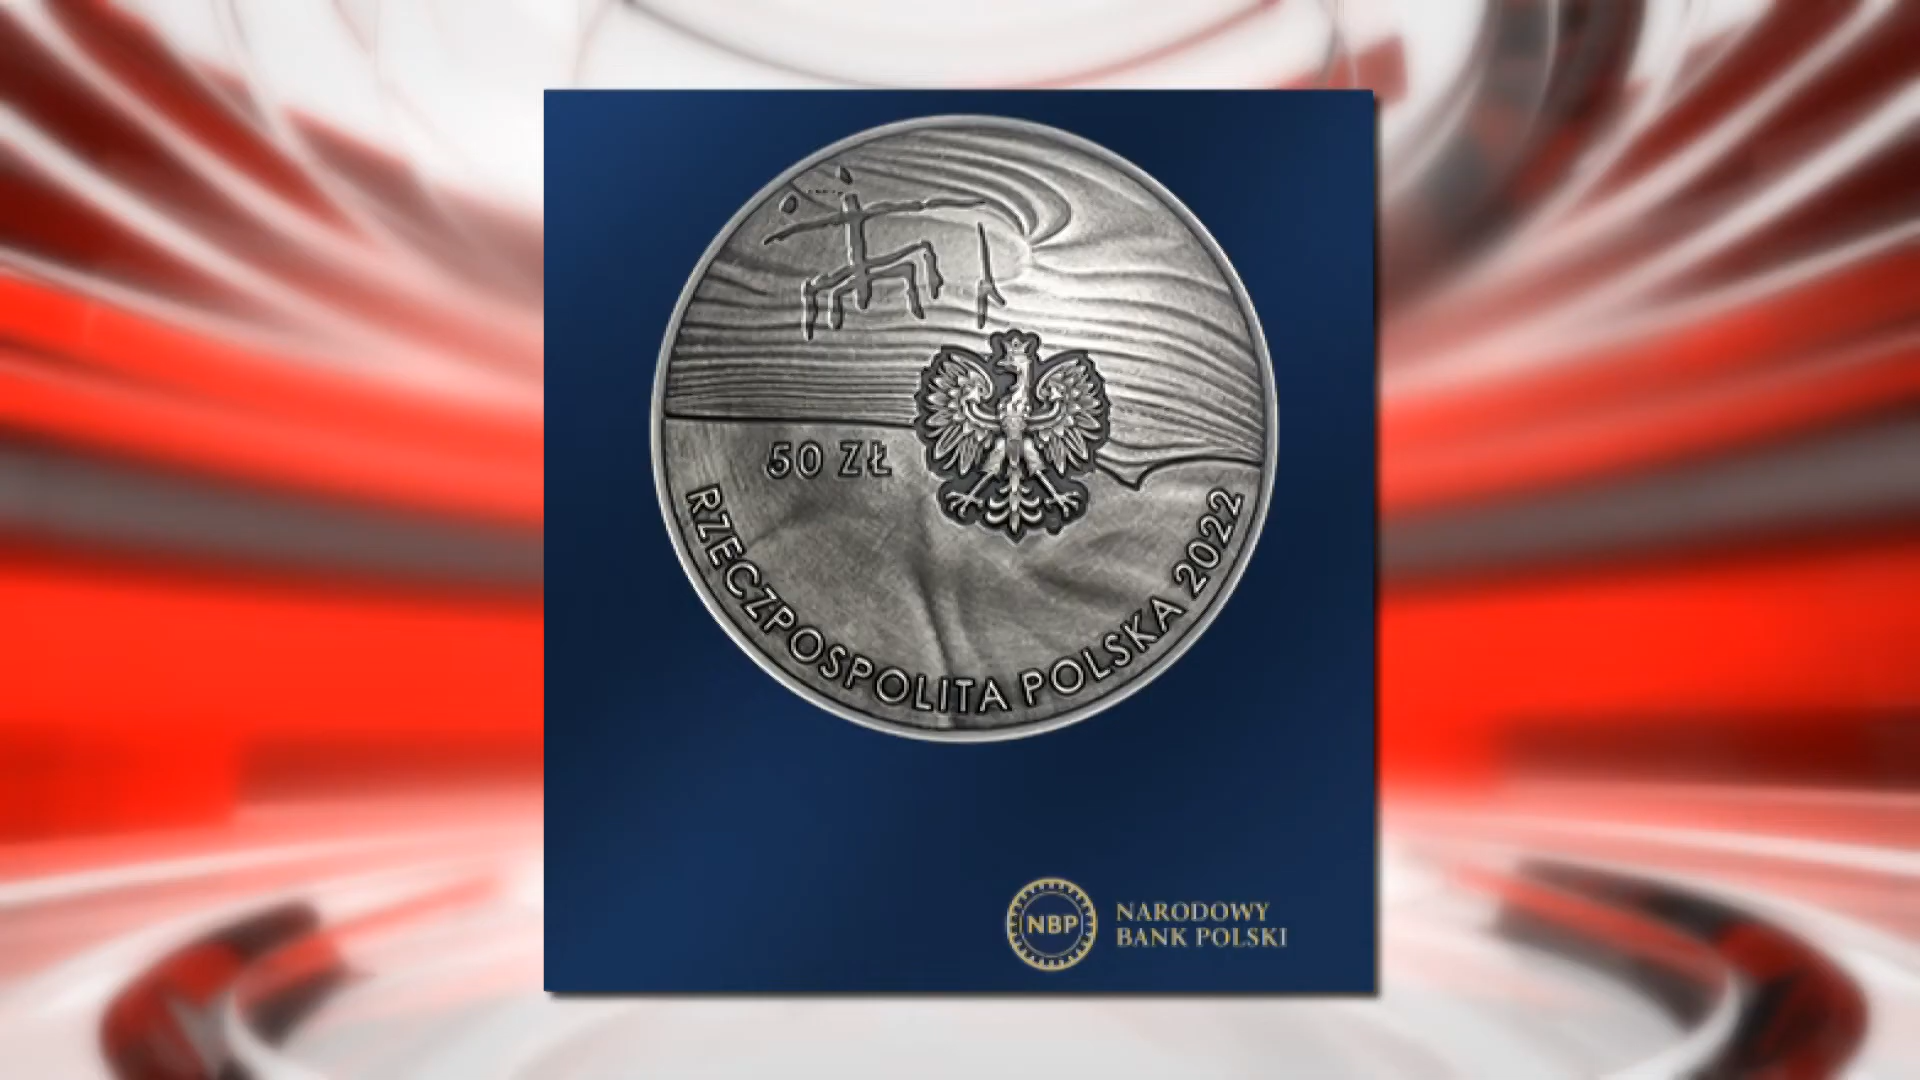 50 ZŁ
RZECZPOSPOLITA POLSKA 2022
NBP
NARODOWY
BANK POLSKI